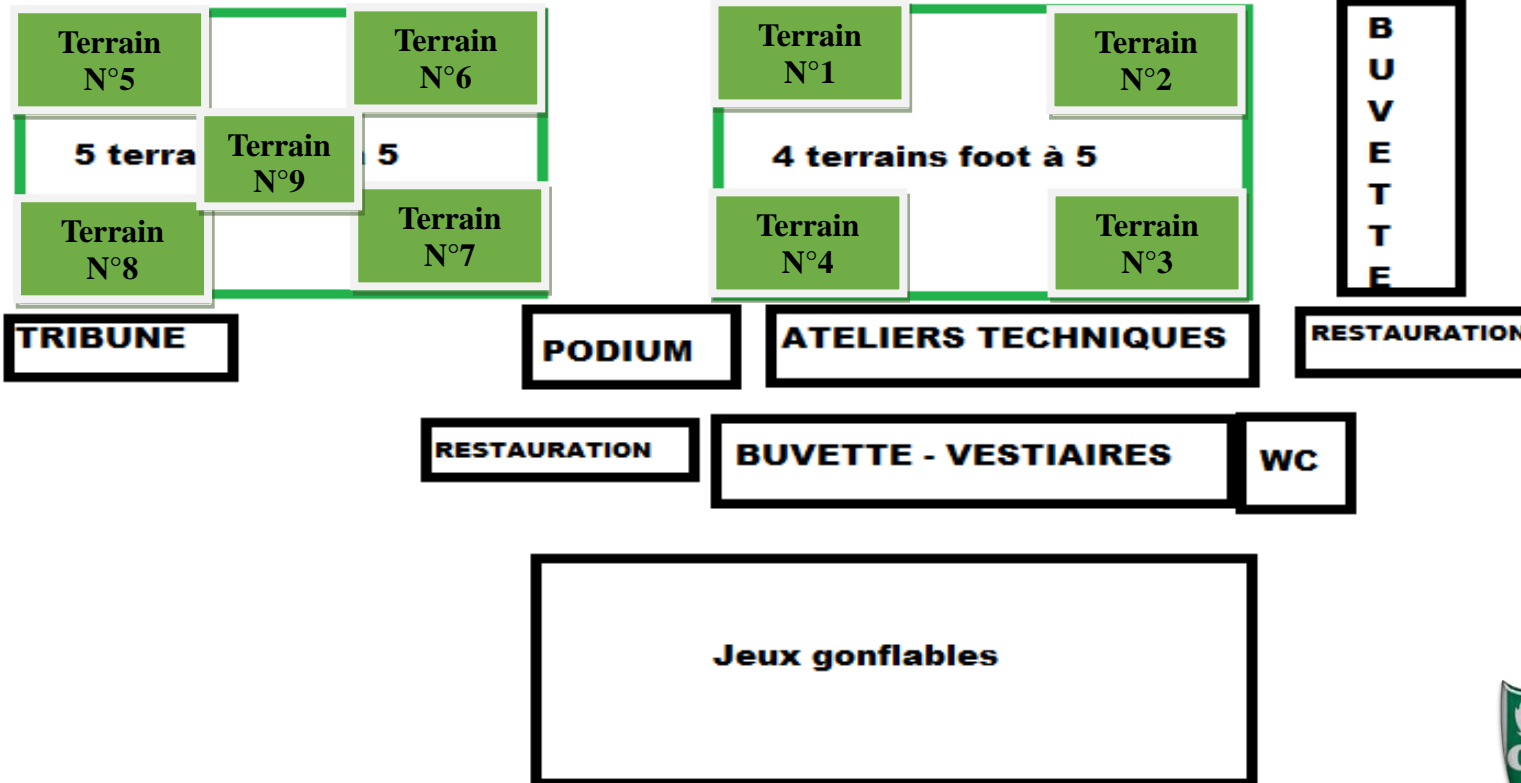 Terrain
N°5
Terrain
N°6
5 terra
5
Terrain
N°9
Terrain
N°8
Terrain
N°7
Terrain
N°1
Terrain
N°2
4 terrains foot à 5
Terrain
N°4
Terrain
N°3
B
U
V
E
T
T
E
TRIBUNE
PODIUM
ATELIERS TECHNIQUES
RESTAURATION
RESTAURATION
BUVETTE - VESTIAIRES
WC
Jeux gonflables